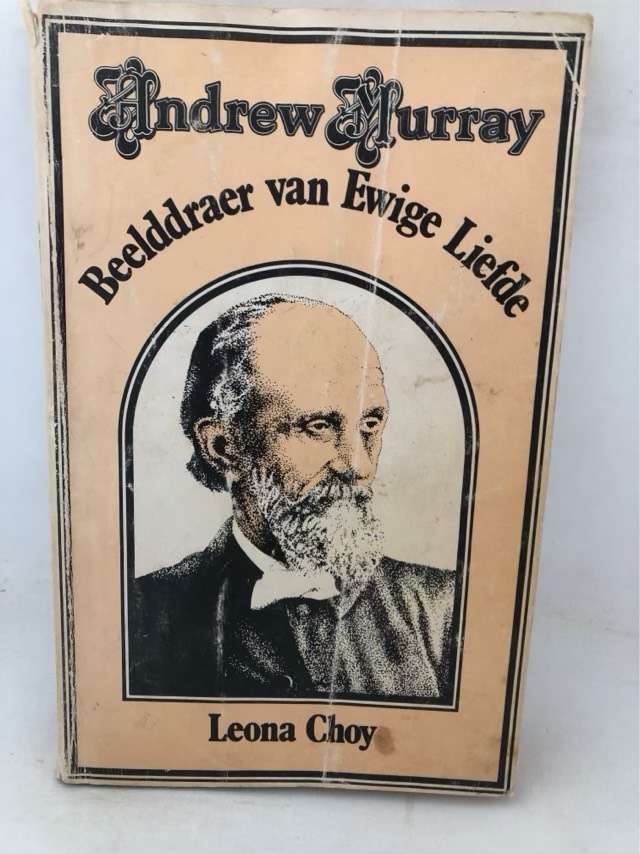 Andrew Murray
Beelddraer van Ewige Liefde
Leona Choy